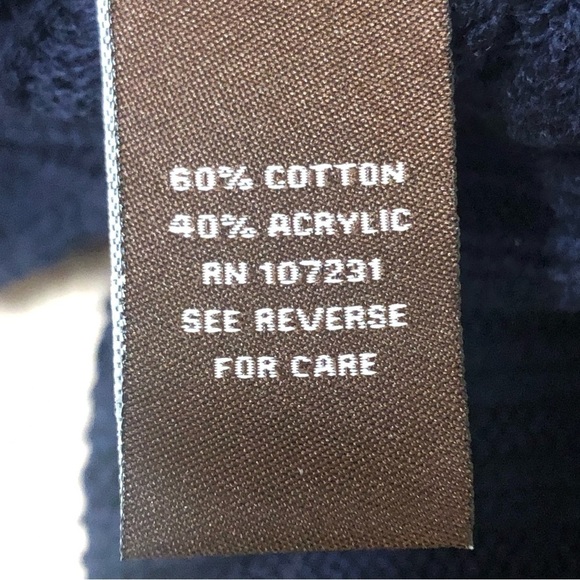 60% COTTON
40% ACRYLIC
RN 107231
SEE REVERSE
FOR CARE